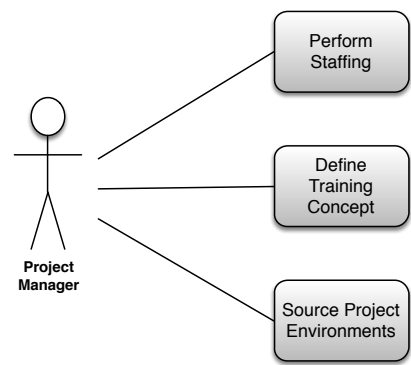 Perform
Staffing
Define
Training
Concept
Project
Manager
Source Project
Environments